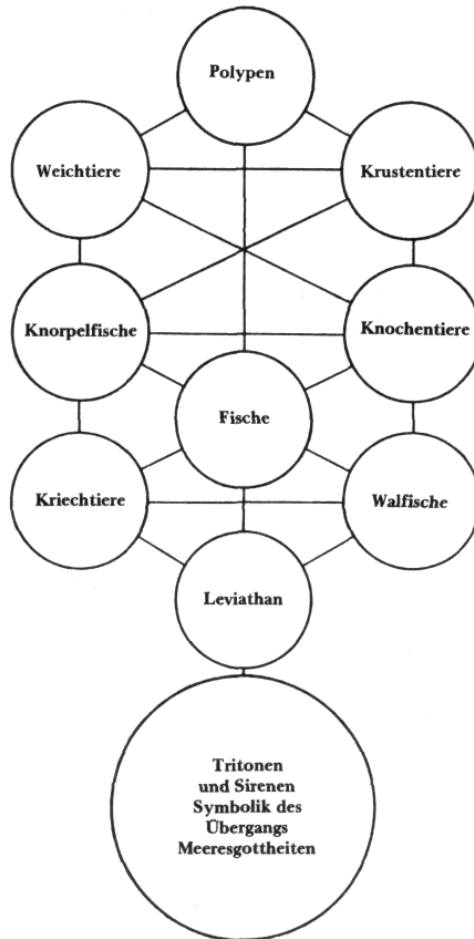 Polypen
Weichtiere
Krustentiere
Knorpelfische
Knochentiere
Fische
Kriechtiere
Walfische
Leviathan
Tritonen
und Sirenen
Symbolik des
Übergangs
Meeresgottheiten